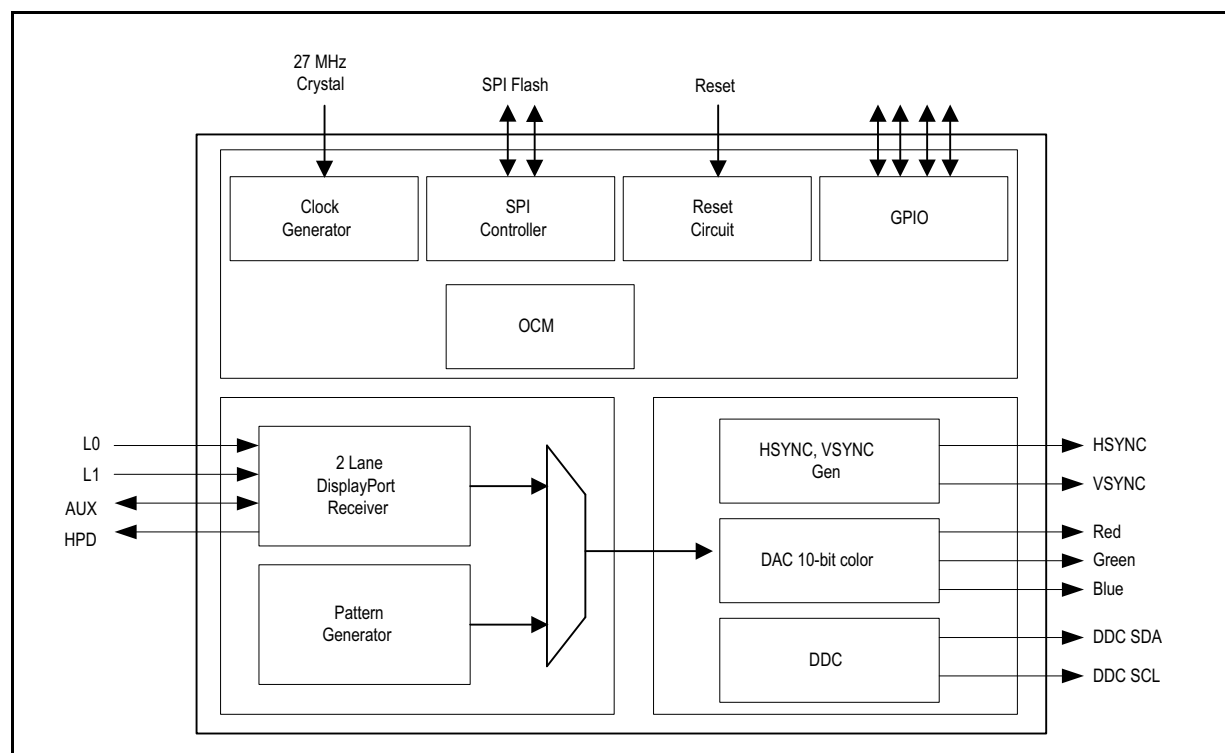 27 MHz
Crystal
SPI Flash
Reset
Clock
Generator
SPI
Controller
Reset
Circuit
GPIO
OCM
L0
L1
AUX
HPD
2 Lane
DisplayPort
Receiver
Pattern
Generator
HSYNC, VSYNC
Gen
DAC 10-bit color
DDC
HSYNC
VSYNC
Red
Green
Blue
DDC SDA
DDC SCL